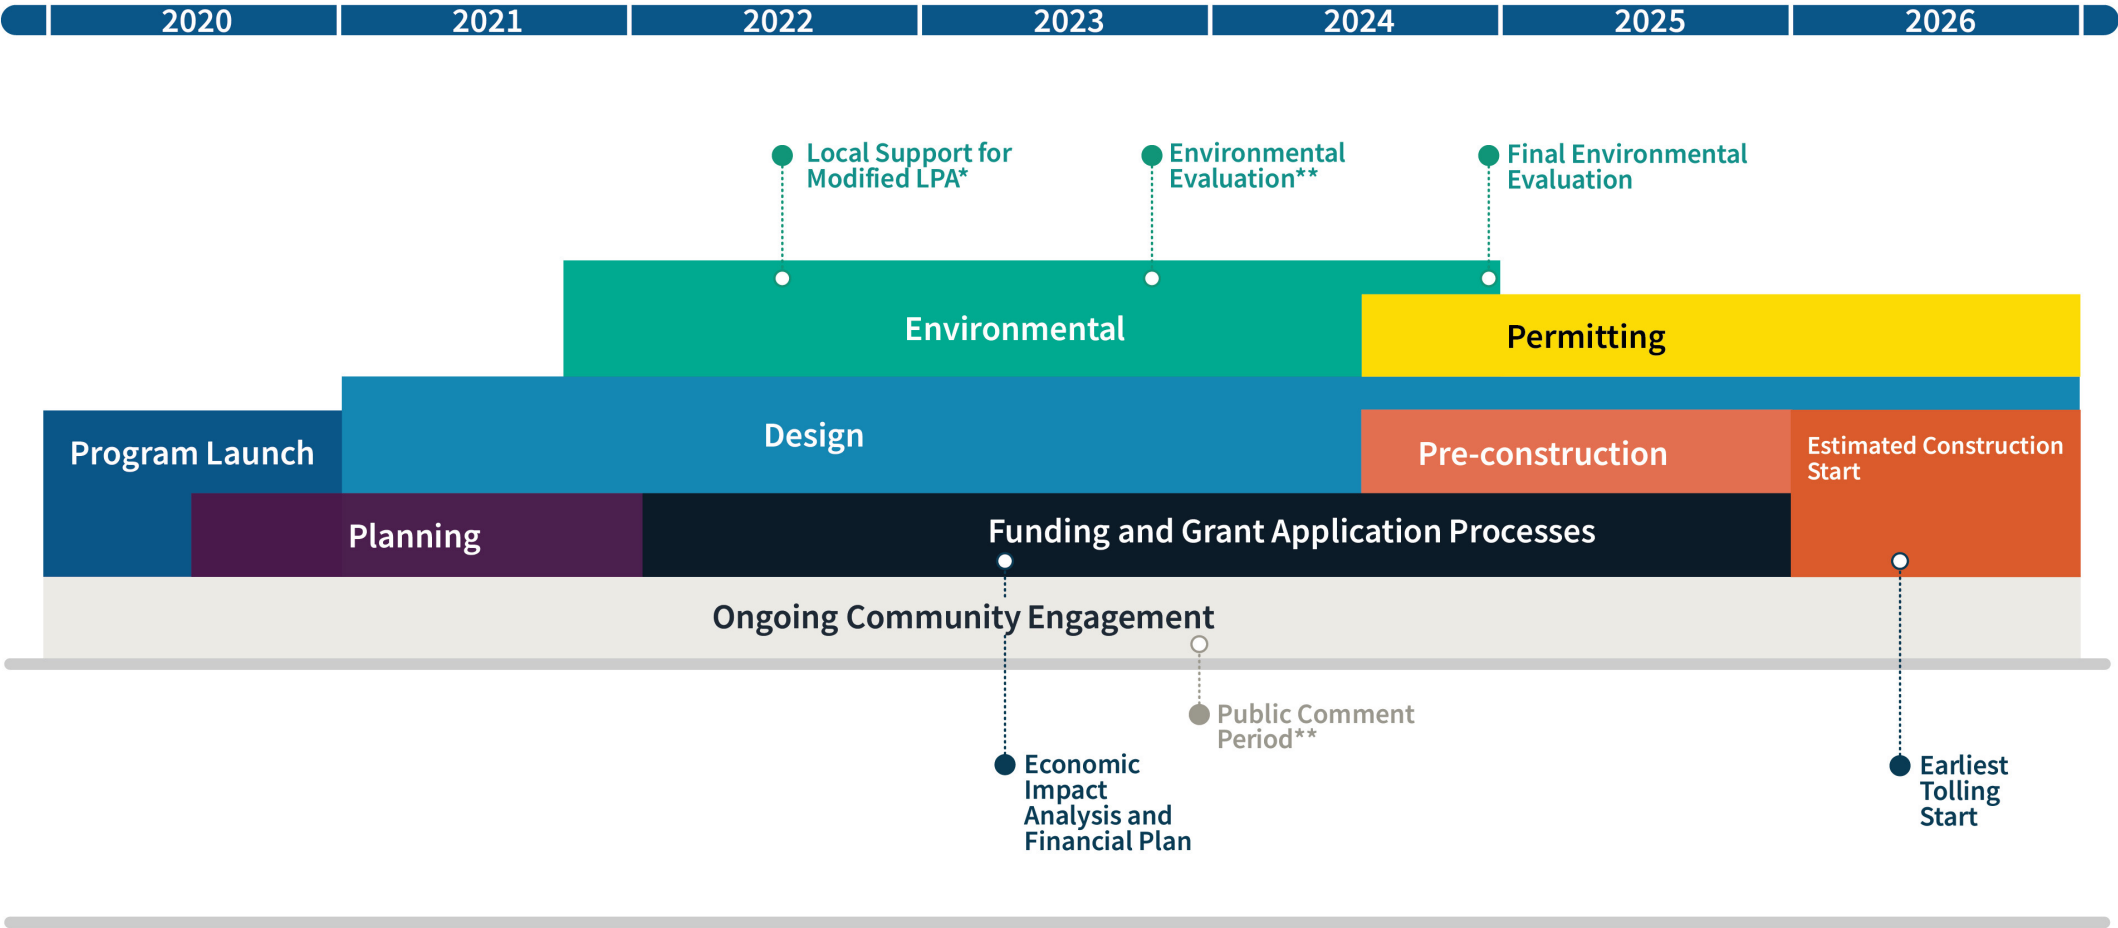 2020 2021 2022 2023 2024 2025 2026
Local Support for
Modified LPA*
Environmental
Evaluation**
Final Environmental
Evaluation
Environmental
Permitting
Design
Program Launch
Pre-construction
Estimated Construction
Start
Planning
Funding and Grant Application Processes
Ongoing Community Engagement
Public Comment
Period**
Economic
Impact
Analysis and
Financial Plan
Earliest
Tolling
Start